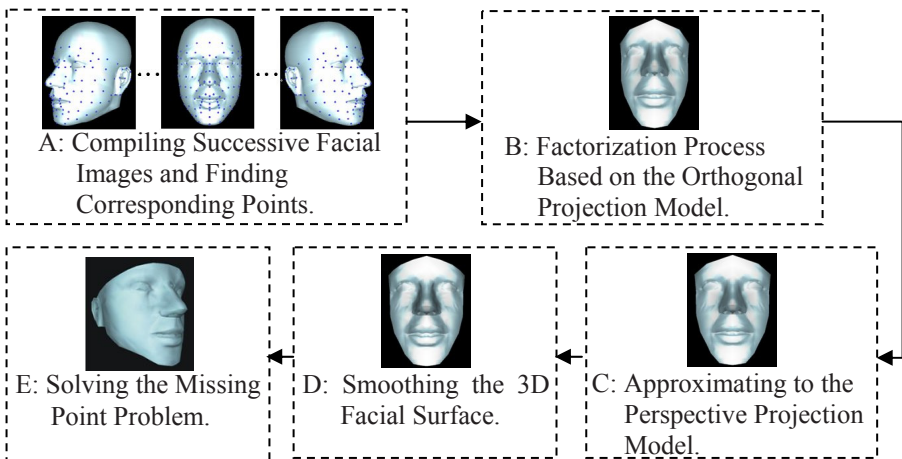 A: Compiling Successive Facial
Images and Finding
Corresponding Points.
B: Factorization Process
Based on the Orthogonal
Projection Model.
C: Approximating to the
Perspective Projection
Model.
D: Smoothing the 3D
Facial Surface.
E: Solving the Missing
Point Problem.